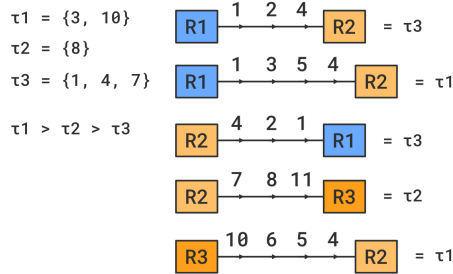 τ1 = {3, 10}
τ2 = {8}
τ3 = {1, 4, 7}
τ1 > τ2 > τ3
R1 1 2 4 R2 = τ3
R1 1 3 5 4 R2 = τ1
R2 4 2 1 R1 = τ3
R2 7 8 11 R3 = τ2
R3 10 6 5 4 R2 = τ1